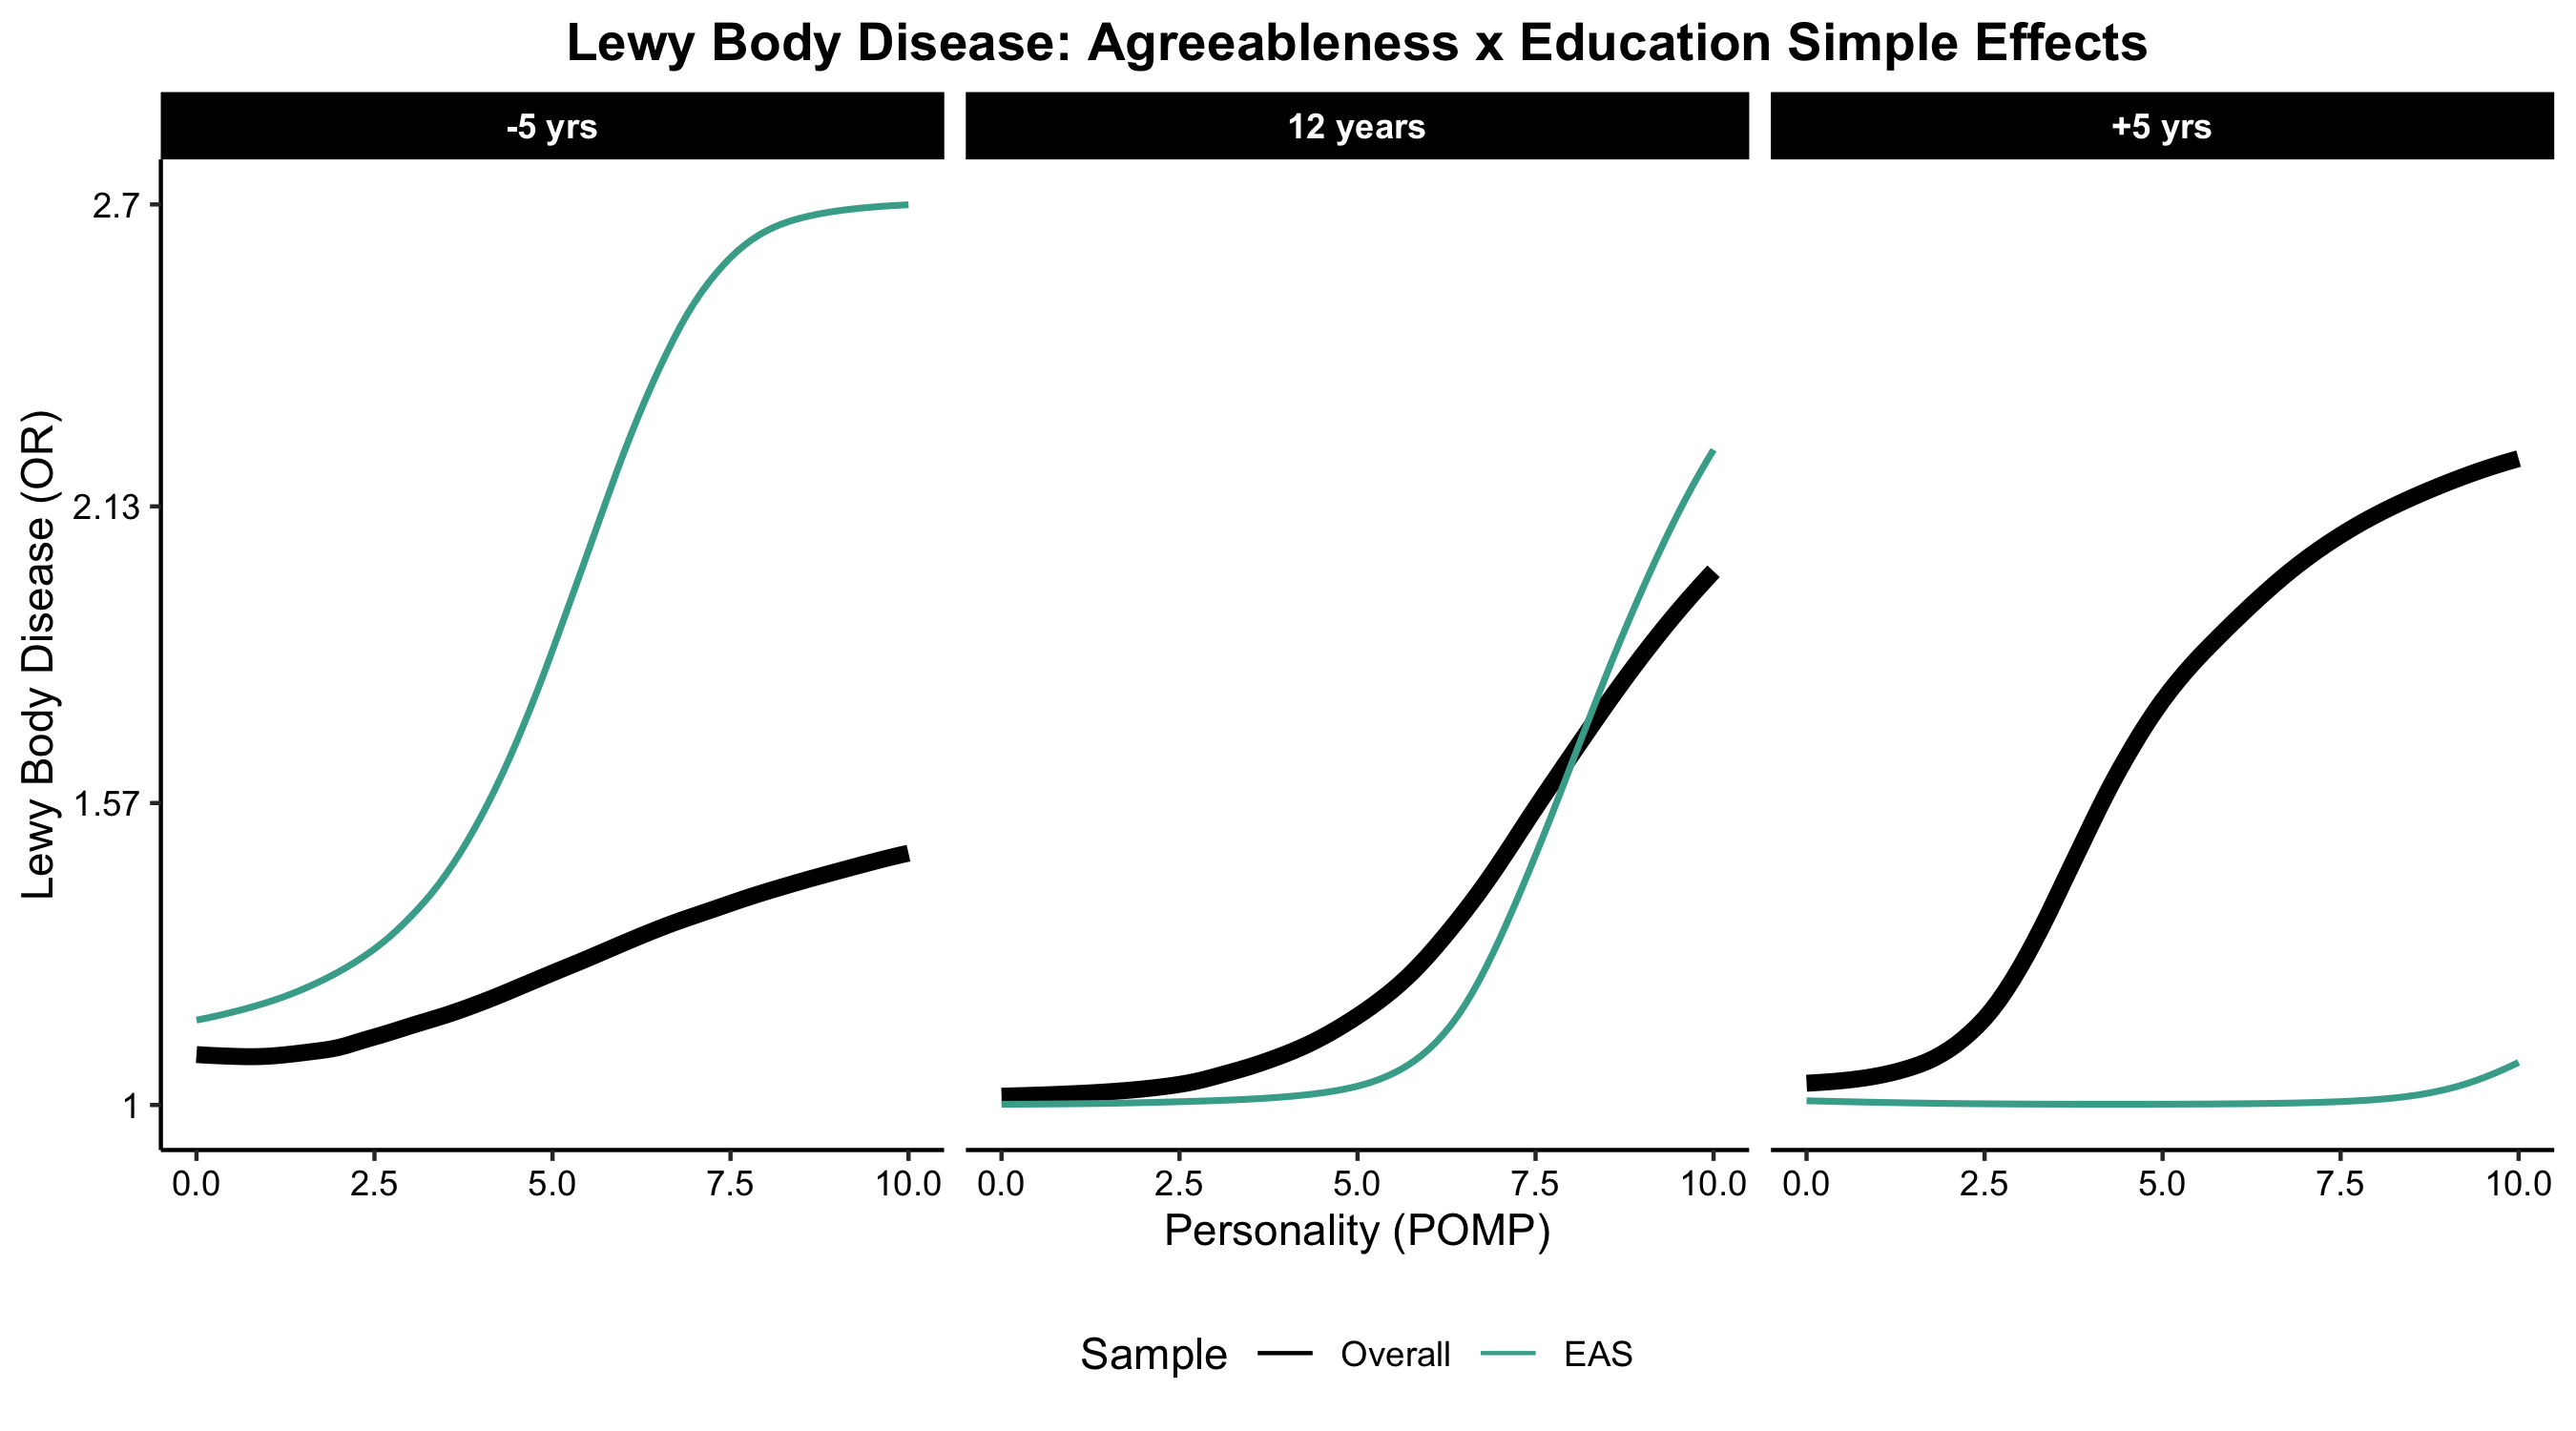 Lewy Body Disease: Agreeableness x Education Simple Effects
-5 yrs
12 years
+5 yrs
Lewy Body Disease (OR)
2.7
2.13
1.57
1
0.0 2.5 5.0 7.5 10.0
0.0 2.5 5.0 7.5 10.0
0.0 2.5 5.0 7.5 10.0
Personality (POMP)
Sample Overall EAS